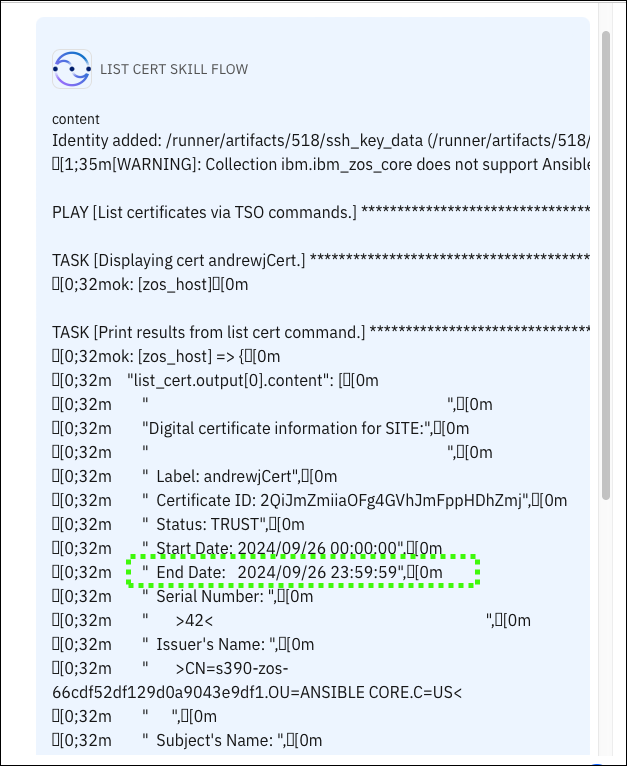 LIST CERT SKILL FLOW
content
Identity added: /runner/artifacts/518/ssh_key_data (/runner/artifacts/518/
▯[1;35m[WARNING]: Collection ibm.ibm_zos_core does not support Ansible
PLAY [List certificates via TSO commands.] ********************************
TASK [Displaying cert andrewjCert.] ***************************************
▯[0;32mok: [zos_host]▯[0m
TASK [Print results from list cert command.] *******************************
▯[0;32mok: [zos_host] => {▯[0m
▯[0;32m    "list_cert.output[0].content": [▯[0m
▯[0;32m        "                                                                    ",▯[0m
▯[0;32m        "Digital certificate information for SITE:",▯[0m
▯[0;32m        "                                                                    ",▯[0m
▯[0;32m        "  Label: andrewjCert",▯[0m
▯[0;32m        "  Certificate ID: 2QiJmZmiiaOFg4GVhJmFppHDhZmj",▯[0m
▯[0;32m        "  Status: TRUST",▯[0m
▯[0;32m        "  Start Date: 2024/09/26 00:00:00",▯[0m
▯[0;32m        "  End Date:   2024/09/26 23:59:59",▯[0m
▯[0;32m        "  Serial Number: ",▯[0m
▯[0;32m        "       >42<                                                                    ",▯[0m
▯[0;32m        "  Issuer's Name: ",▯[0m
▯[0;32m        "       >CN=s390-zos-
66cdf52df129d0a9043e9df1.OU=ANSIBLE CORE.C=US<
▯[0;32m        "      ",▯[0m
▯[0;32m        "  Subject's Name: ",▯[0m